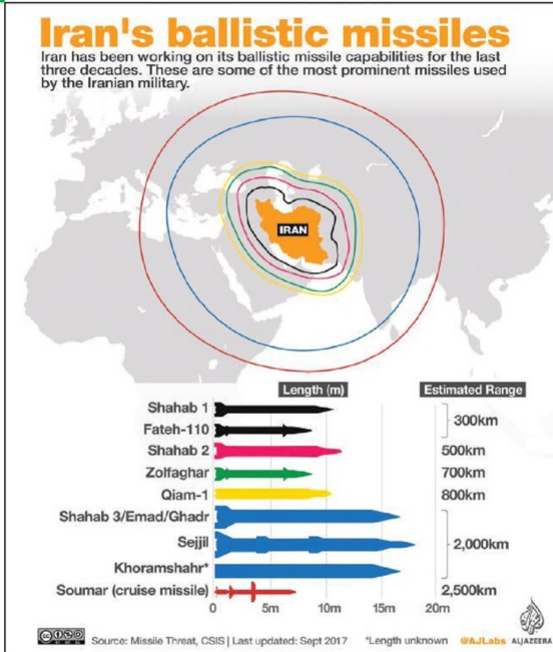 Iran's ballistic missiles
Iran has been working on its ballistic missile capabilities for the last
three decades. These are some of the most prominent missiles used
by the Iranian military.
IRAN
Length (m)
Estimated Range
Shahab 1
Fateh-110
300km
Shahab 2
500km
Zolfaghar
700km
Qiam-1
800km
Shahab 3/Emad/Ghadr
Sejjil
2,000km
Khoramshahr*
Soumar (cruise missile)
2,500km
0 5m 10m 15m 20m
Source: Missile Threat, CSIS | Last updated: Sept 2017 *Length unknown @AJLabs ALJAZEERA